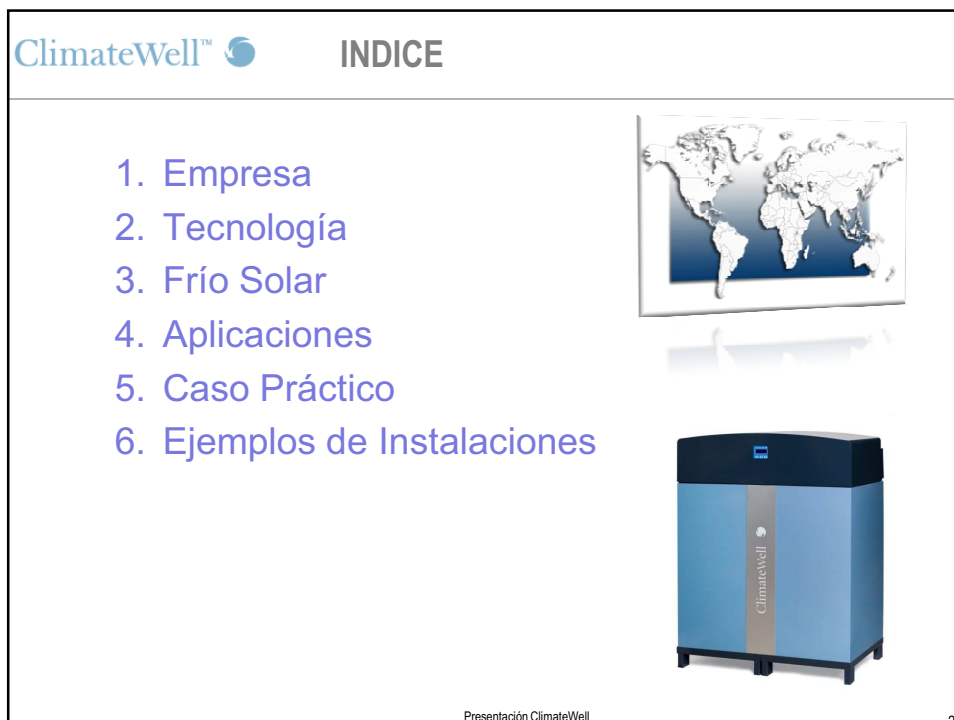 ClimateWell™ INDICE
1. Empresa
2. Tecnología
3. Frío Solar
4. Aplicaciones
5. Caso Práctico
6. Ejemplos de Instalaciones
ClimateWell
Presentación ClimateWell
2